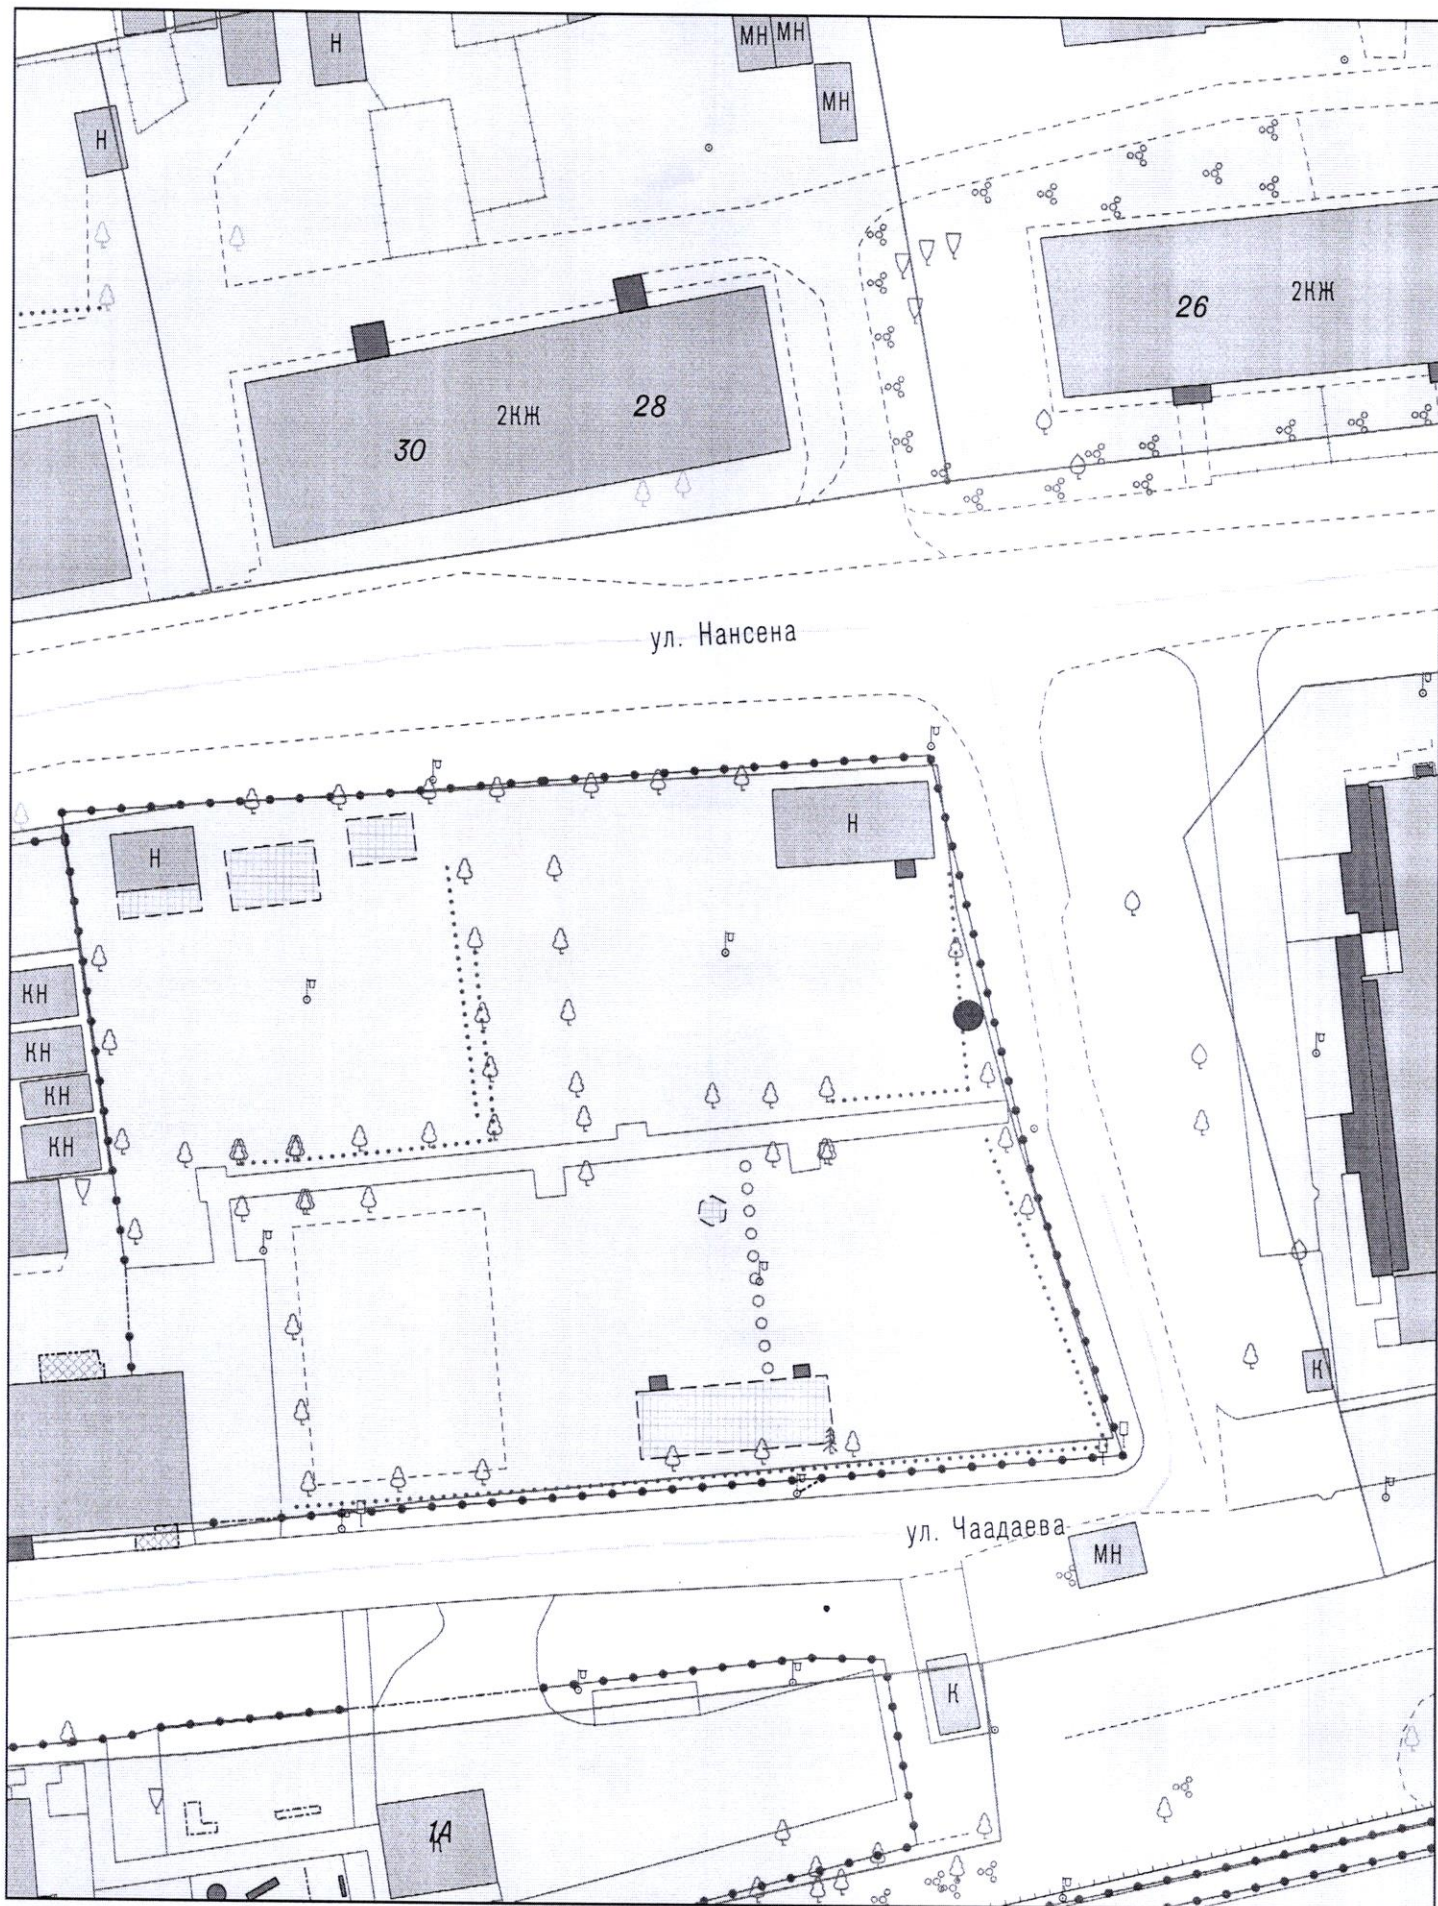 Н
МН МН
МН
Н
26
2КЖ
28
2КЖ
30
ул. Нансена
Н
Н
КН
КН
КН
КН
К
ул. Чаадаева
МН
К
1А
К